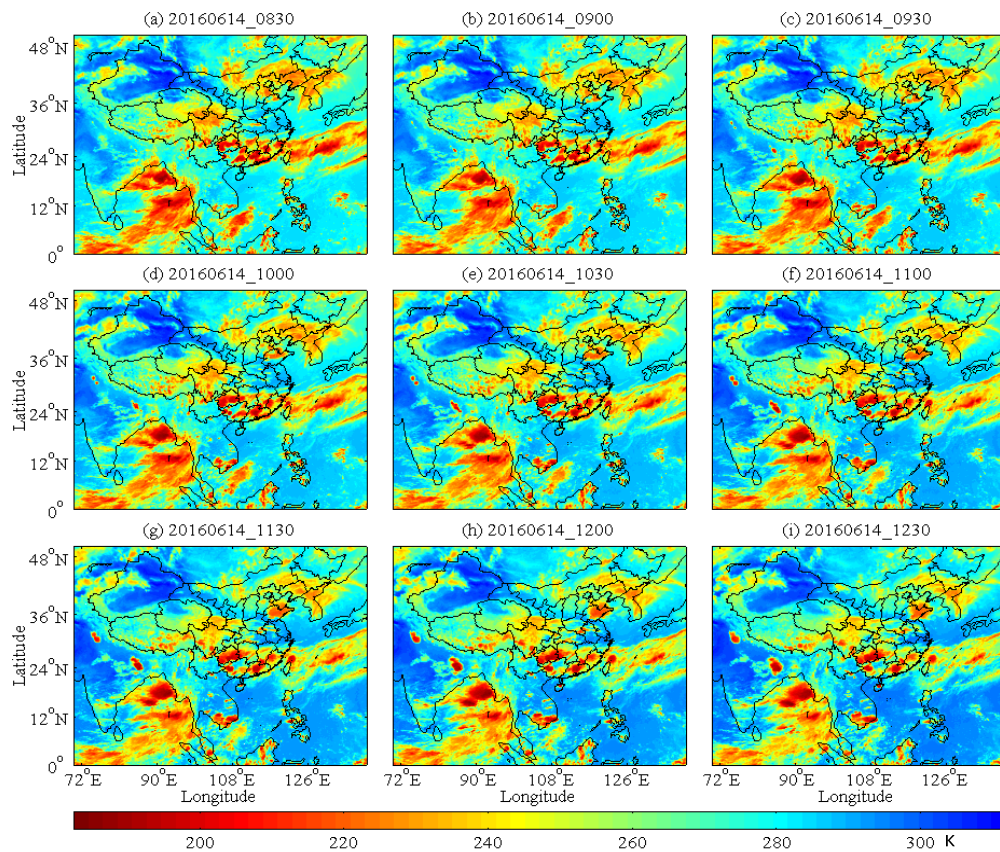 (a) 20160614_0830 (b) 20160614_0900 (c) 20160614_0930
48°N
36°N
24°N
12°N
0°
Latitude
(d) 20160614_1000 (e) 20160614_1030 (f) 20160614_1100
48°N
36°N
24°N
12°N
0°
Latitude
(g) 20160614_1130 (h) 20160614_1200 (i) 20160614_1230
48°N
36°N
24°N
12°N
0°
Latitude
72°E 90°E 108°E 126°E 72°E 90°E 108°E 126°E 72°E 90°E 108°E 126°E
Longitude Longitude Longitude
200 220 240 260 280 300 K